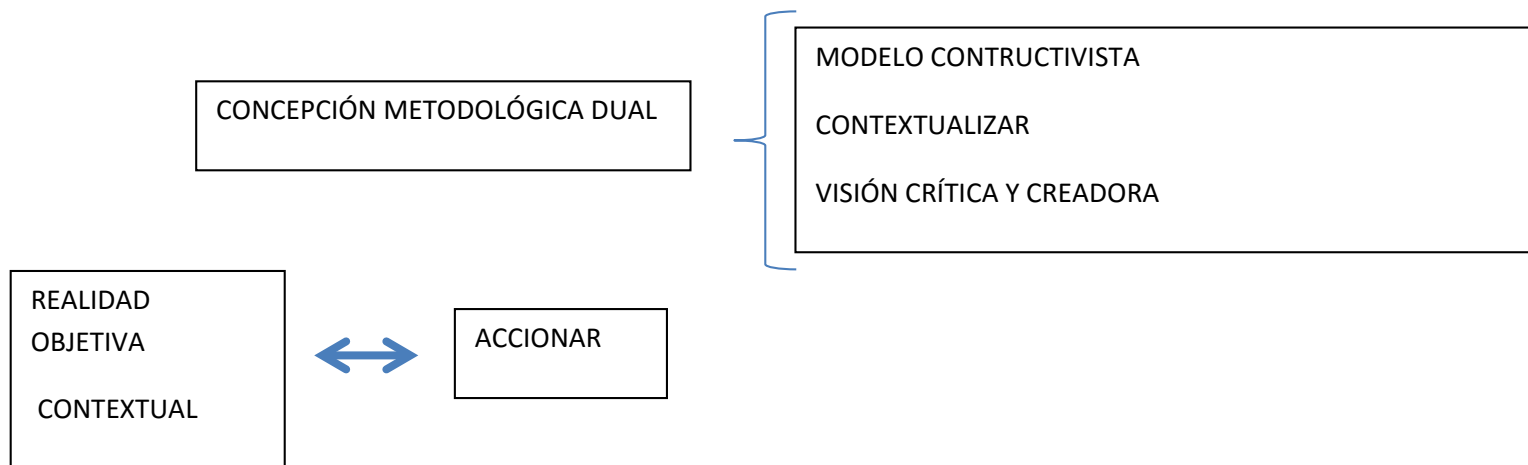 CONCEPCIÓN METODOLÓGICA DUAL
MODELO CONTRUCTIVISTA
CONTEXTUALIZAR
VISIÓN CRÍTICA Y CREADORA
REALIDAD
OBJETIVA
CONTEXTUAL
ACCIONAR